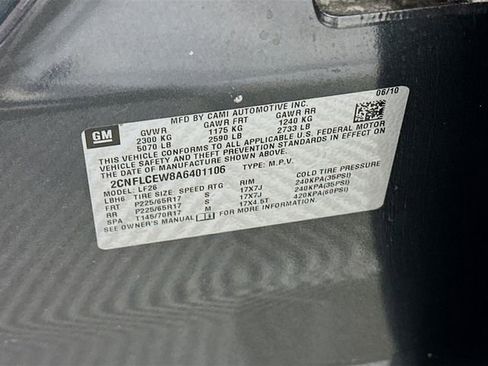 MFD BY CAMI AUTOMOTIVE INC. 06/10
GM GVWR GAWR FRT GAWR RR
2300 KG 1175 KG 1240 KG
5070 LB 2590 LB 2733 LB
THIS VEHICLE CONFORMS TO ALL APPLICABLE U.S. FEDERAL MOTOR
VEHICLE SAFETY, BUMPER, AND THEFT PREVENTION STANDARDS IN EFFECT ON
THE DATE OF MANUFACTURE SHOWN ABOVE.
2CNFLCEW8A6401106 TYPE: M.P.V.
MODEL: LF26
LBH6 TIRE SIZE SPEED RTG RIM COLD TIRE PRESSURE
FRT P225/65R17 S 17X7J 240KPA(35PSI)
RR P225/65R17 S 17X7J 240KPA(35PSI)
SPA T145/70R17 M 17X4.5T 420KPA(60PSI)
SEE OWNER'S MANUAL FOR MORE INFORMATION.